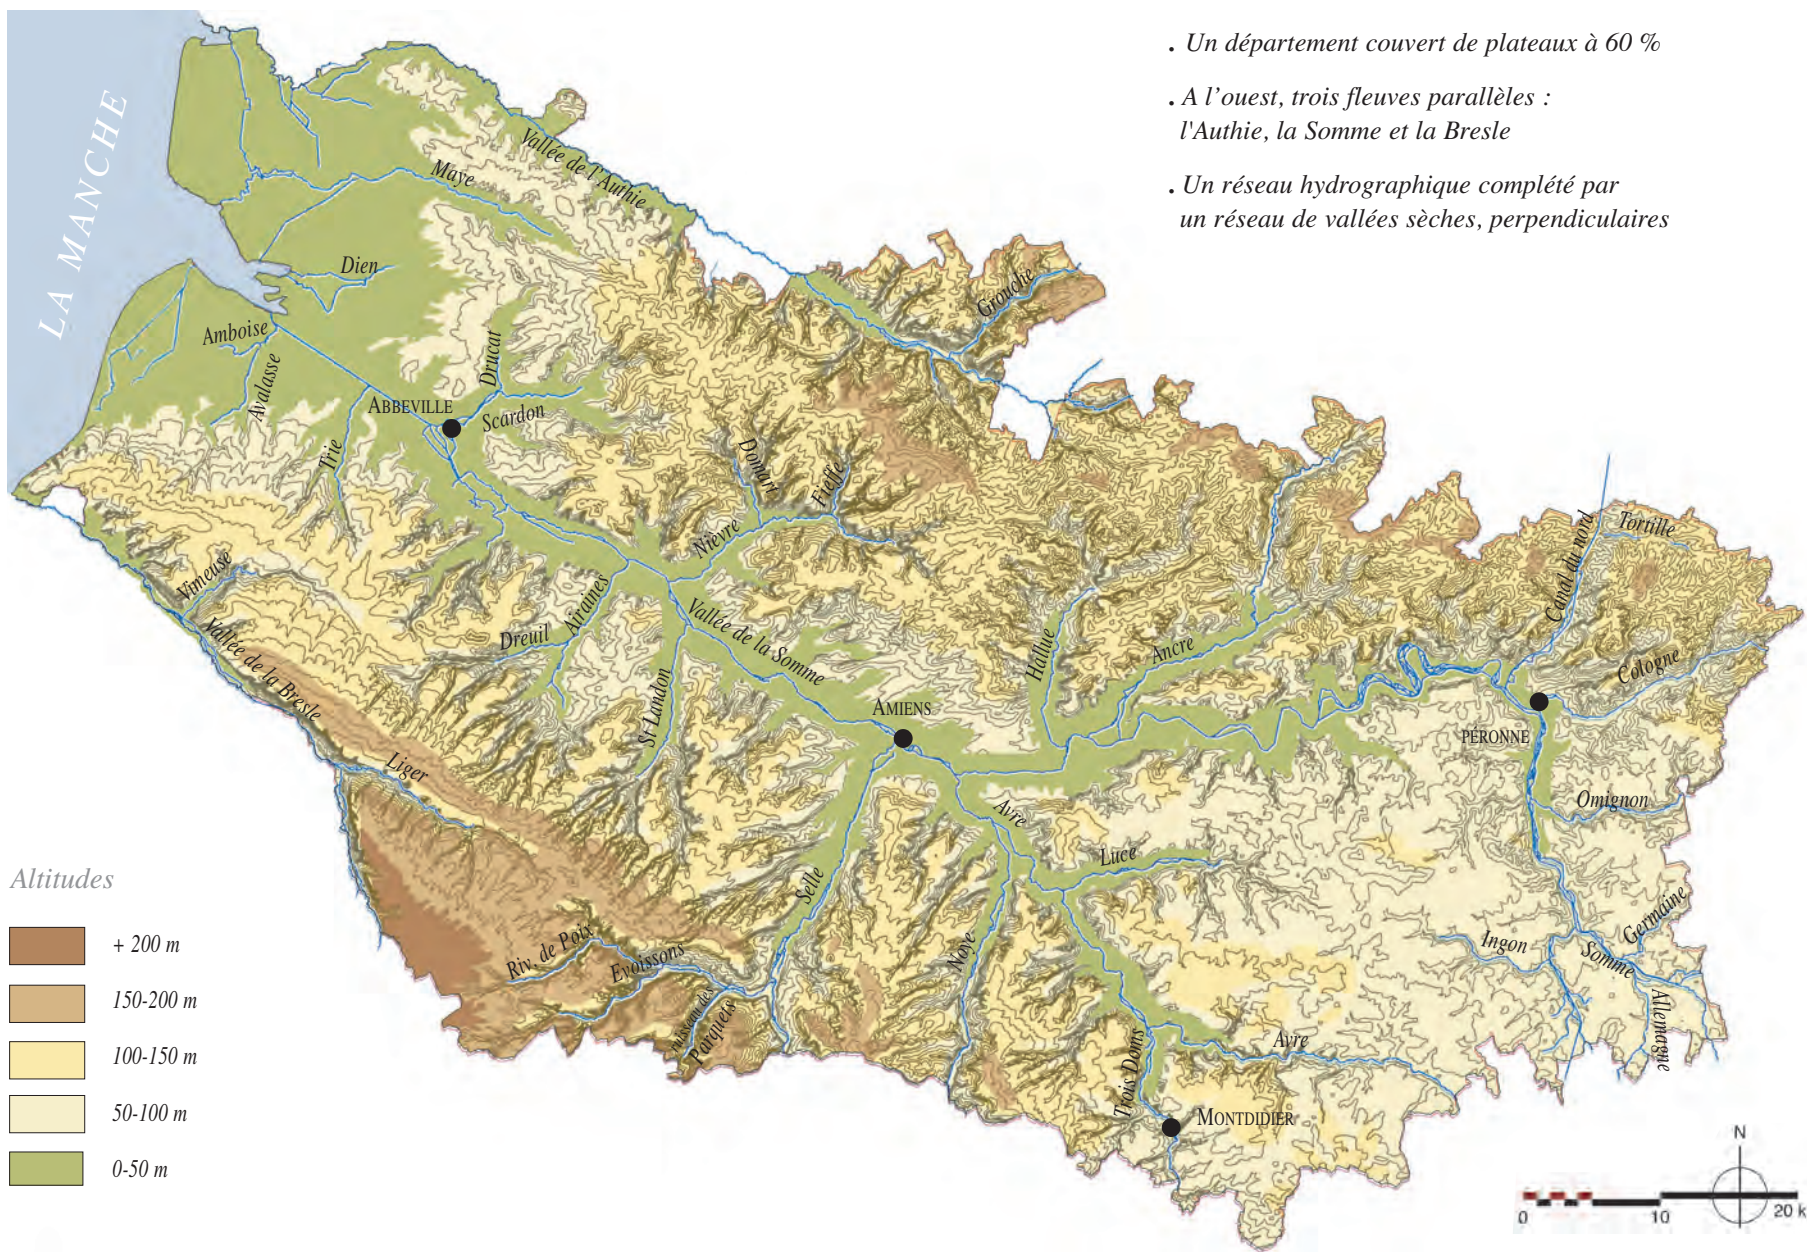 . Un département couvert de plateaux à 60 %
. A l'ouest, trois fleuves parallèles :
l'Authie, la Somme et la Bresle
. Un réseau hydrographique complété par
un réseau de vallées sèches, perpendiculaires
LA MANCHE
Vallée de l'Authie
Maye
Dien
Grouche
Amboise
Avalasse
Drucat
ABBEVILLE
Scardon
Trie
Domart
Fieffe
Nièvre
Canal du nord
Tortille
Vimeuse
Airaines
Dreuil
Vallée de la Somme
Hallue
Ancre
Cologne
Vallée de la Bresle
St Landon
AMIENS
PÉRONNE
Liger
Avre
Omignon
Luce
Selle
Altitudes
+ 200 m
150-200 m
100-150 m
50-100 m
0-50 m
Riv. de Poix
Evoissons
ruisseau des
Parquets
Noye
Ingon
Somme
Germaine
Allemagne
Avre
Trois Doms
MONTDIDIER
N
0
10
20 k